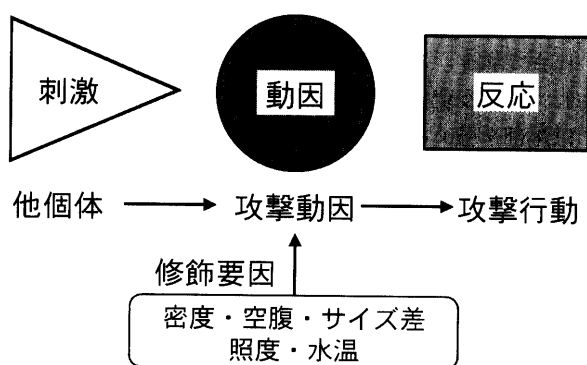 刺激
動因
反応
他個体
攻撃動因
攻撃行動
修飾要因
密度・空腹・サイズ差
照度・水温